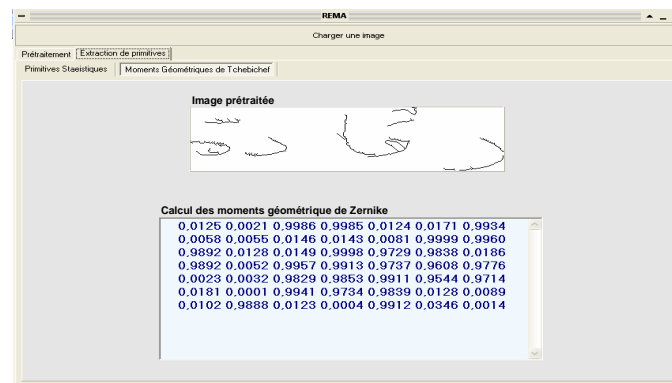 REMA
Charger une image
Prétraitement Extraction de primitives
Primitives Staeistiques Moments Géométriques de Tchebichef
Image prétraitée
Calcul des moments géométrique de Zernike
0,0125 0,0021 0,9986 0,9985 0,0124 0,0171 0,9934
0,0058 0,0055 0,0146 0,0143 0,0081 0,9999 0,9960
0,9892 0,0128 0,0149 0,9998 0,9729 0,9838 0,0186
0,9892 0,0052 0,9957 0,9913 0,9737 0,9608 0,9776
0,0023 0,0032 0,9829 0,9853 0,9911 0,9544 0,9714
0,0181 0,0001 0,9941 0,9734 0,9839 0,0128 0,0089
0,0102 0,9888 0,0123 0,0004 0,9912 0,0346 0,0014